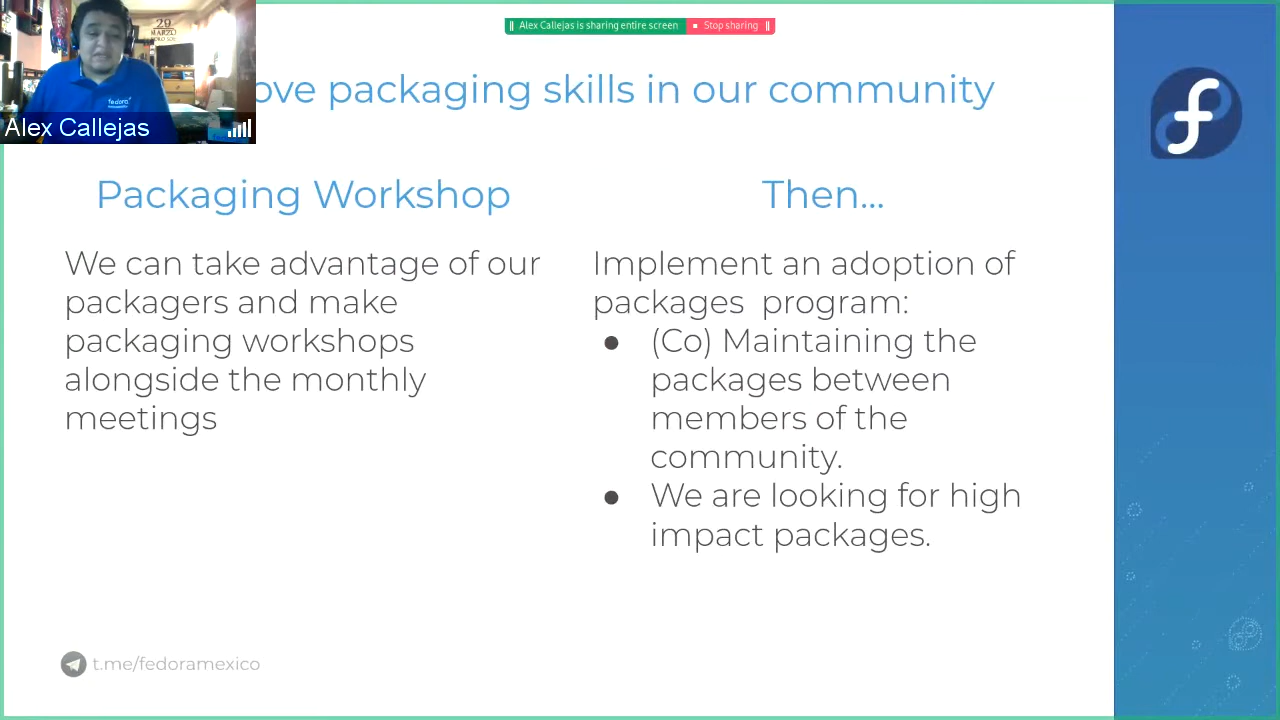 Alex Callejas is sharing entire screen
Stop sharing
29
MARZO
fedora
Alex Callejas
packaging skills in our community
Packaging Workshop
We can take advantage of our
packagers and make
packaging workshops
alongside the monthly
meetings
Then...
Implement an adoption of
packages program:
● (Co) Maintaining the
packages between
members of the
community.
● We are looking for high
impact packages.
t.me/fedoramexico